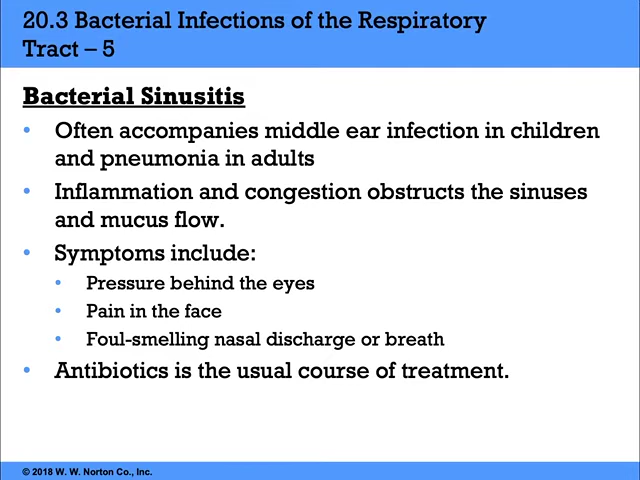 20.3 Bacterial Infections of the Respiratory
Tract – 5
Bacterial Sinusitis
• Often accompanies middle ear infection in children
and pneumonia in adults
• Inflammation and congestion obstructs the sinuses
and mucus flow.
• Symptoms include:
• Pressure behind the eyes
• Pain in the face
• Foul-smelling nasal discharge or breath
• Antibiotics is the usual course of treatment.
© 2018 W. W. Norton Co., Inc.